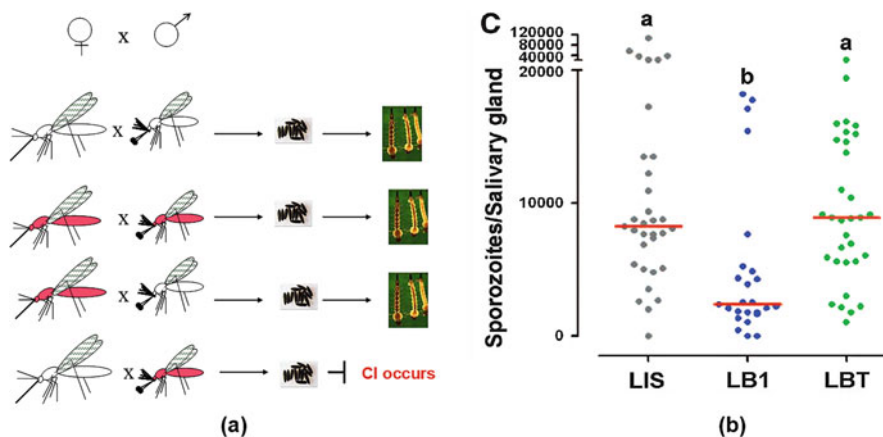 x
x
x
x
x CI occurs
(a)
C
Sporozoites/Salivary gland
120000
80000
40000
20000
10000
0
a
b
a
LIS LB1 LBT
(b)